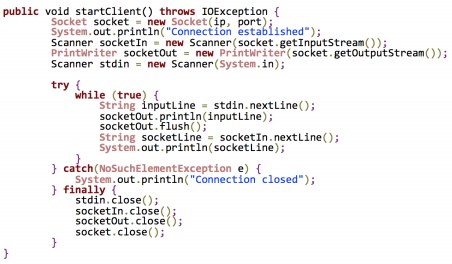 public void startClient() throws IOException {
        Socket socket = new Socket(ip, port);
        System.out.println("Connection established");
        Scanner socketIn = new Scanner(socket.getInputStream());
        PrintWriter socketOut = new PrintWriter(socket.getOutputStream());
        Scanner stdin = new Scanner(System.in);

        try {
            while (true) {
                String inputLine = stdin.nextLine();
                socketOut.println(inputLine);
                socketOut.flush();
                String socketLine = socketIn.nextLine();
                System.out.println(socketLine);
            }
        } catch(NoSuchElementException e) {
            System.out.println("Connection closed");
        } finally {
            stdin.close();
            socketIn.close();
            socketOut.close();
            socket.close();
        }
}